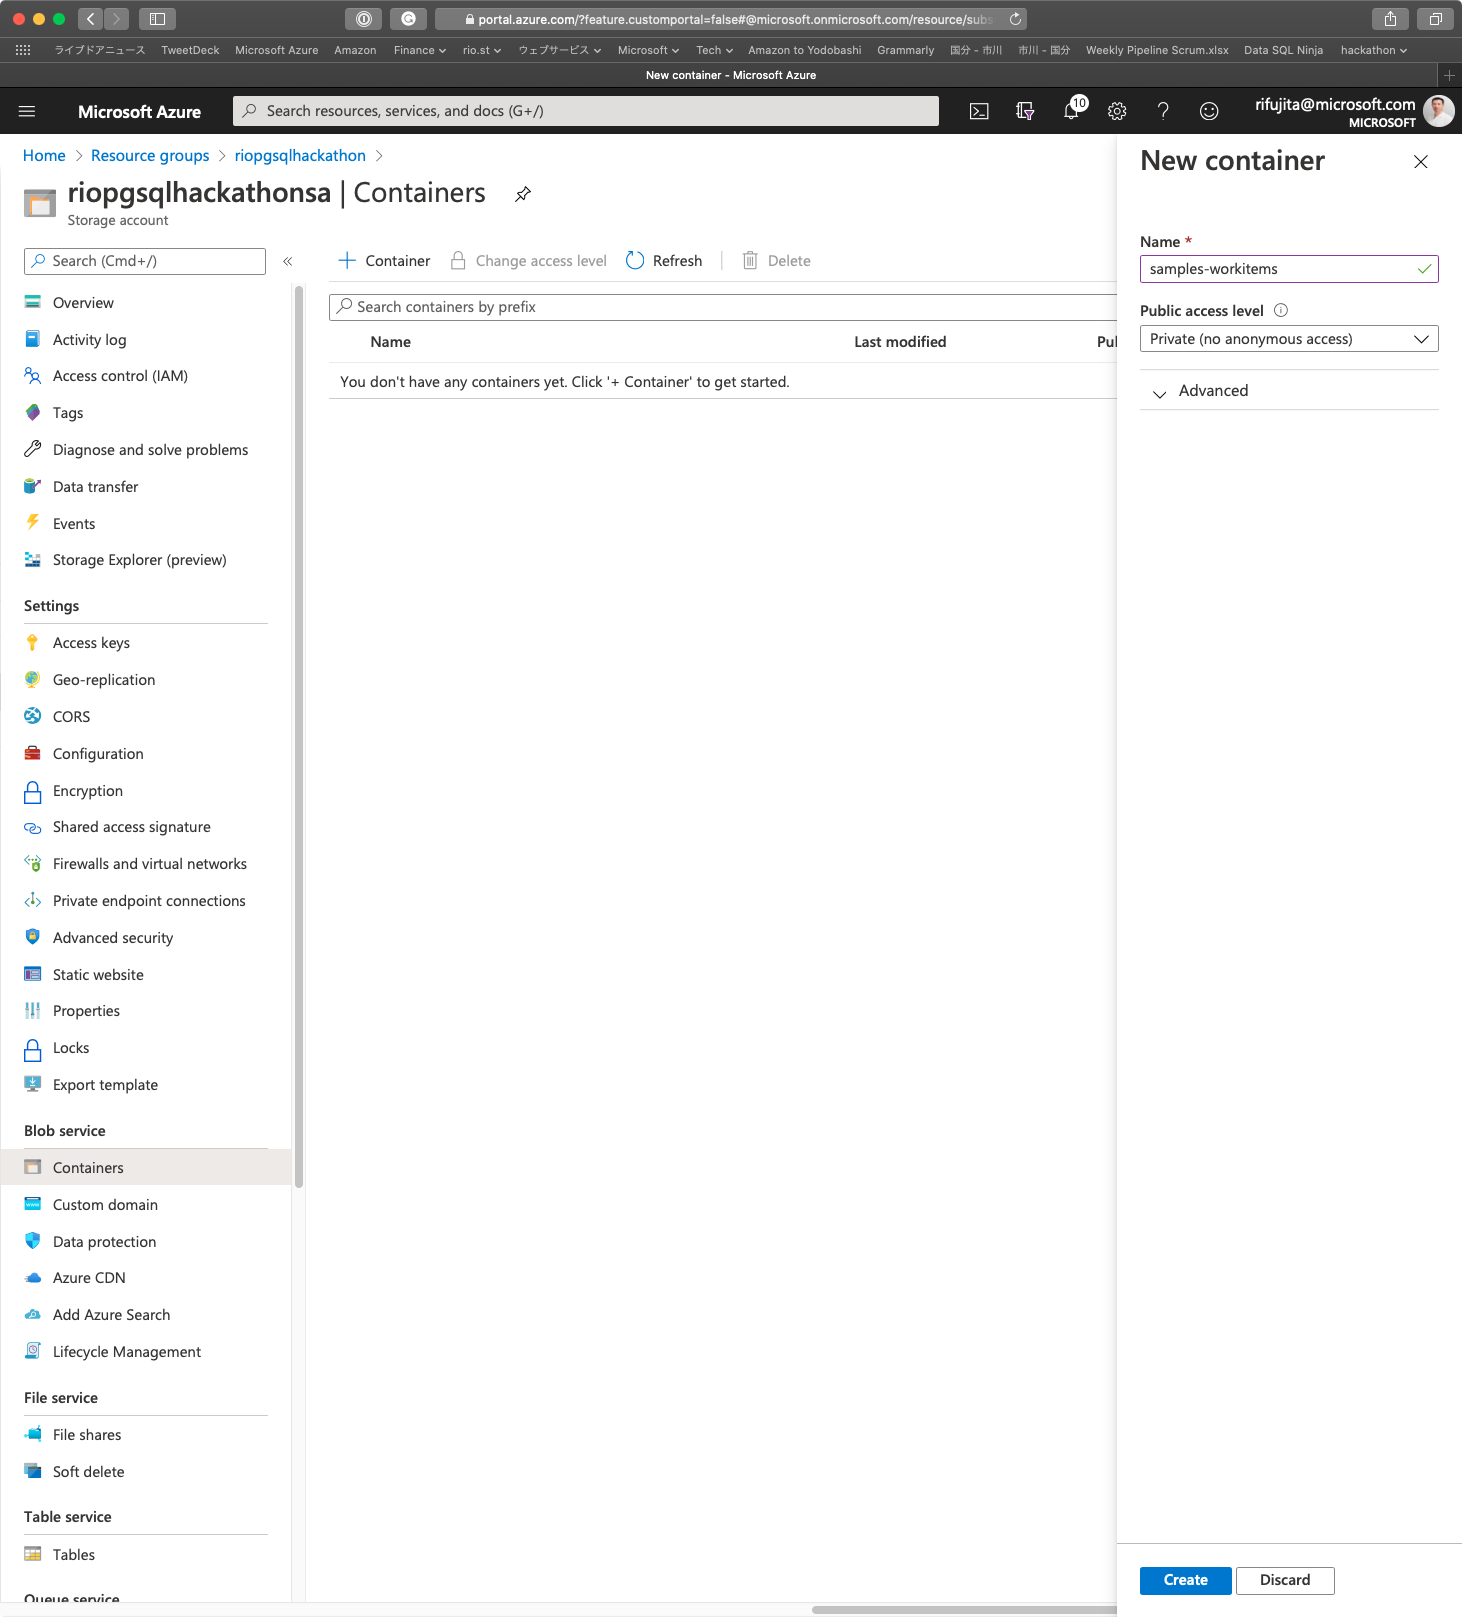 portal.azure.com/?feature.customportal=false#@microsoft.onmicrosoft.com/resource/subs
ライブドアニュース TweetDeck Microsoft Azure Amazon Finance rio.st ウェブサービス Microsoft Tech Amazon to Yodobashi Grammarly 国分 - 市川 市川 - 国分 Weekly Pipeline Scrum.xlsx Data SQL Ninja hackathon
New container - Microsoft Azure
Microsoft Azure
Search resources, services, and docs (G+/)
10
rifujita@microsoft.com
MICROSOFT
Home > Resource groups > riopgsqlhackathon >
riopgsqlhackathonsa | Containers
Storage account
Search (Cmd+/)
«
Overview
Activity log
Access control (IAM)
Tags
Diagnose and solve problems
Data transfer
Events
Storage Explorer (preview)
Settings
Access keys
Geo-replication
CORS
Configuration
Encryption
Shared access signature
Firewalls and virtual networks
Private endpoint connections
Advanced security
Static website
Properties
Locks
Export template
Blob service
Containers
Custom domain
Data protection
Azure CDN
Add Azure Search
Lifecycle Management
File service
File shares
Soft delete
Table service
Tables
Queue service
Container Change access level Refresh Delete
Search containers by prefix
Name Last modified Pul
You don't have any containers yet. Click '+ Container' to get started.
New container
Name *
samples-workitems
Public access level
Private (no anonymous access)
Advanced
Create Discard